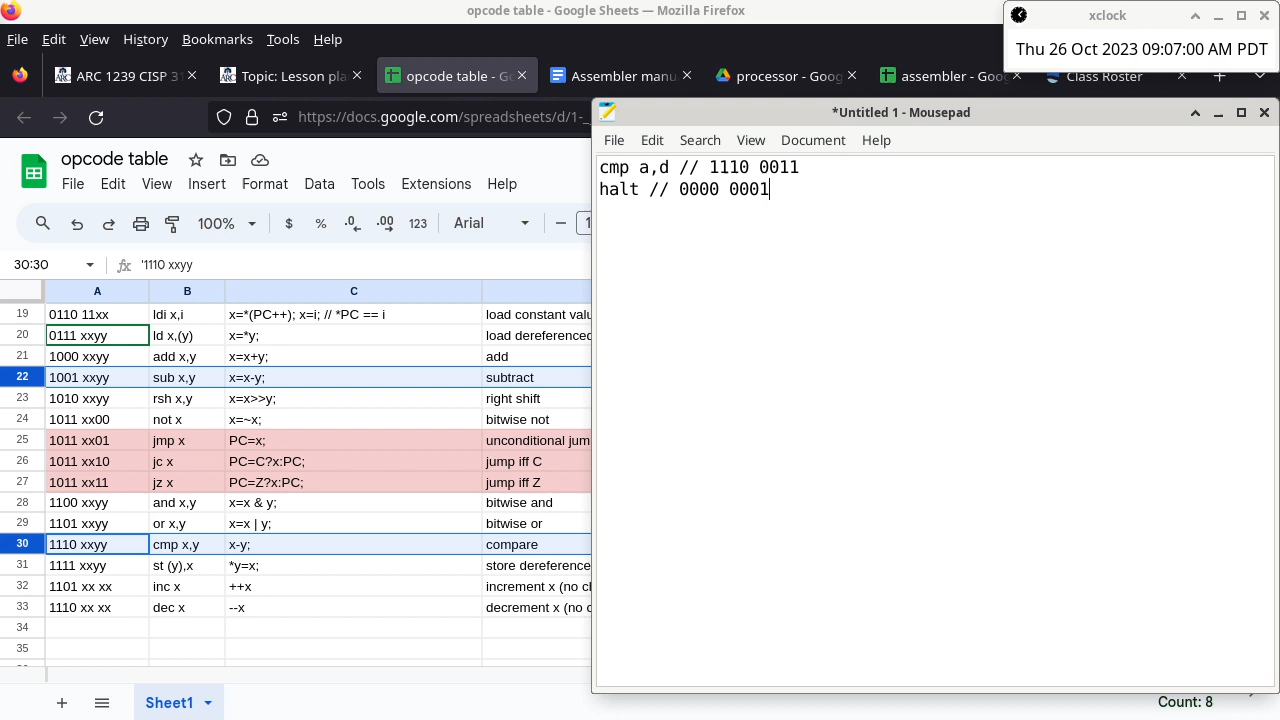 opcode table - Google Sheets — Mozilla Firefox
xclock
Thu 26 Oct 2023 09:07:00 AM PDT
File Edit View History Bookmarks Tools Help
ARC 1239 CISP 31
Topic: Lesson pla
opcode table - Go
Assembler manu
processor - Goog
assembler - Goog
Class Roster
https://docs.google.com/spreadsheets/d/1-_
*Untitled 1 - Mousepad
File Edit Search View Document Help
cmp a,d // 1110 0011
halt // 0000 0001
opcode table
File Edit View Insert Format Data Tools Extensions Help
100% $ % .0 .00 123 Arial 1
30:30 fx '1110 xxyy
A B C
19 0110 11xx ldi x,i x=*(PC++); x=i; // *PC == i load constant valu
20 0111 xxyy ld x,(y) x=*y; load dereferenced
21 1000 xxyy add x,y x=x+y; add
22 1001 xxyy sub x,y x=x-y; subtract
23 1010 xxyy rsh x,y x=x>>y; right shift
24 1011 xx00 not x x=~x; bitwise not
25 1011 xx01 jmp x PC=x; unconditional jum
26 1011 xx10 jc x PC=C?x:PC; jump iff C
27 1011 xx11 jz x PC=Z?x:PC; jump iff Z
28 1100 xxyy and x,y x=x & y; bitwise and
29 1101 xxyy or x,y x=x | y; bitwise or
30 1110 xxyy cmp x,y x-y; compare
31 1111 xxyy st (y),x *y=x; store dereference
32 1101 xx xx inc x ++x increment x (no c
33 1110 xx xx dec x --x decrement x (no c
34
35
Sheet1
Count: 8